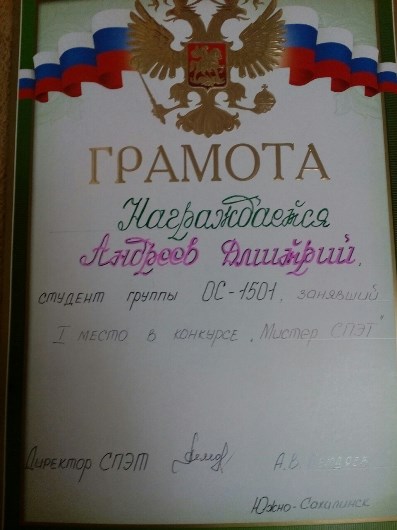 ГРАМОТА
Награждается
Андреев Дмитрий,
студент группы ОС-1501, занявший
I место в конкурсе „Мистер СПЭТ"
Директор СПЭТ А.В.
Южно-Сахалинск